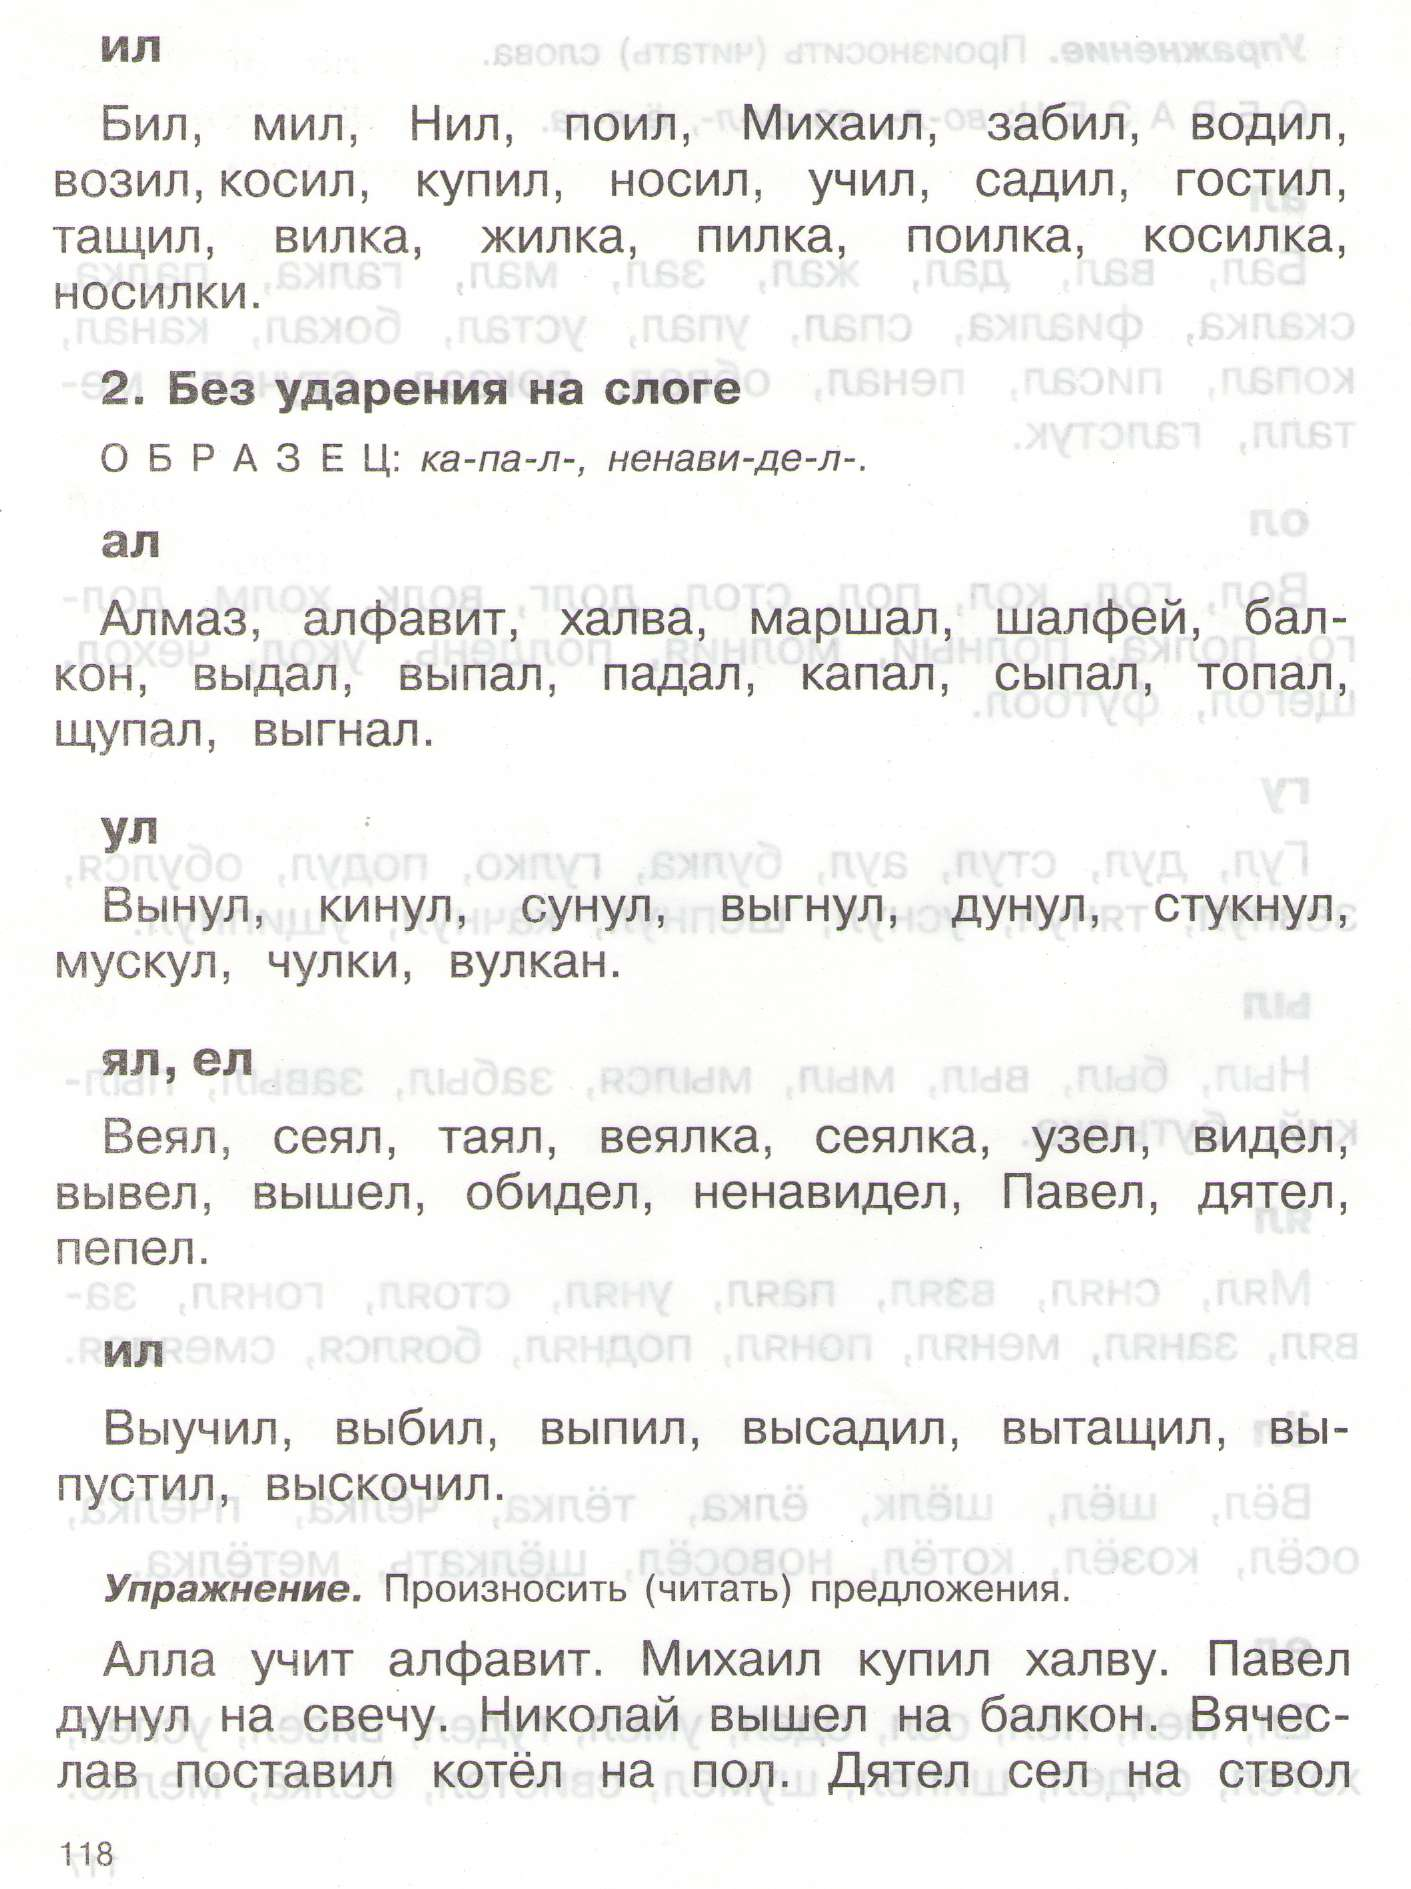 ил
Бил, мил, Нил, поил, Михаил, забил, водил,
возил, косил, купил, носил, учил, садил, гостил,
тащил, вилка, жилка, пилка, поилка, косилка,
носилки.
2. Без ударения на слоге
О Б Р А З Е Ц: ка-па-л-, ненави-де-л-.
ал
Алмаз, алфавит, халва, маршал, шалфей, бал-
кон, выдал, выпал, падал, капал, сыпал, топал,
щупал, выгнал.
ул
Вынул, кинул, сунул, выгнул, дунул, стукнул,
мускул, чулки, вулкан.
ял, ел
Веял, сеял, таял, веялка, сеялка, узел, видел,
вывел, вышел, обидел, ненавидел, Павел, дятел,
пепел.
ил
Выучил, выбил, выпил, высадил, вытащил, вы-
пустил, выскочил.
Упражнение. Произносить (читать) предложения.
Алла учит алфавит. Михаил купил халву. Павел
дунул на свечу. Николай вышел на балкон. Вячес-
лав поставил котёл на пол. Дятел сел на ствол
118